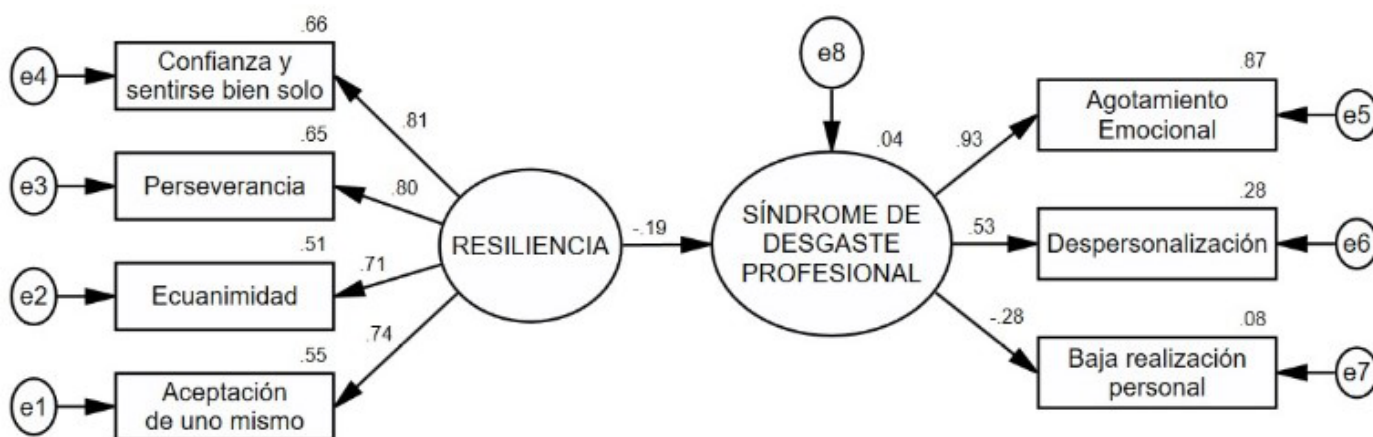 .66
e4
Confianza y
sentirse bien solo
.81
.65
e3
Perseverancia
.80
.51
e2
Ecuanimidad
.71
.55
e1
Aceptación
de uno mismo
.74
RESILIENCIA
-.19
e8
.04
SÍNDROME DE
DESGASTE
PROFESIONAL
.93
.87
Agotamiento
Emocional
e5
.53
.28
Despersonalización
e6
-.28
.08
Baja realización
personal
e7